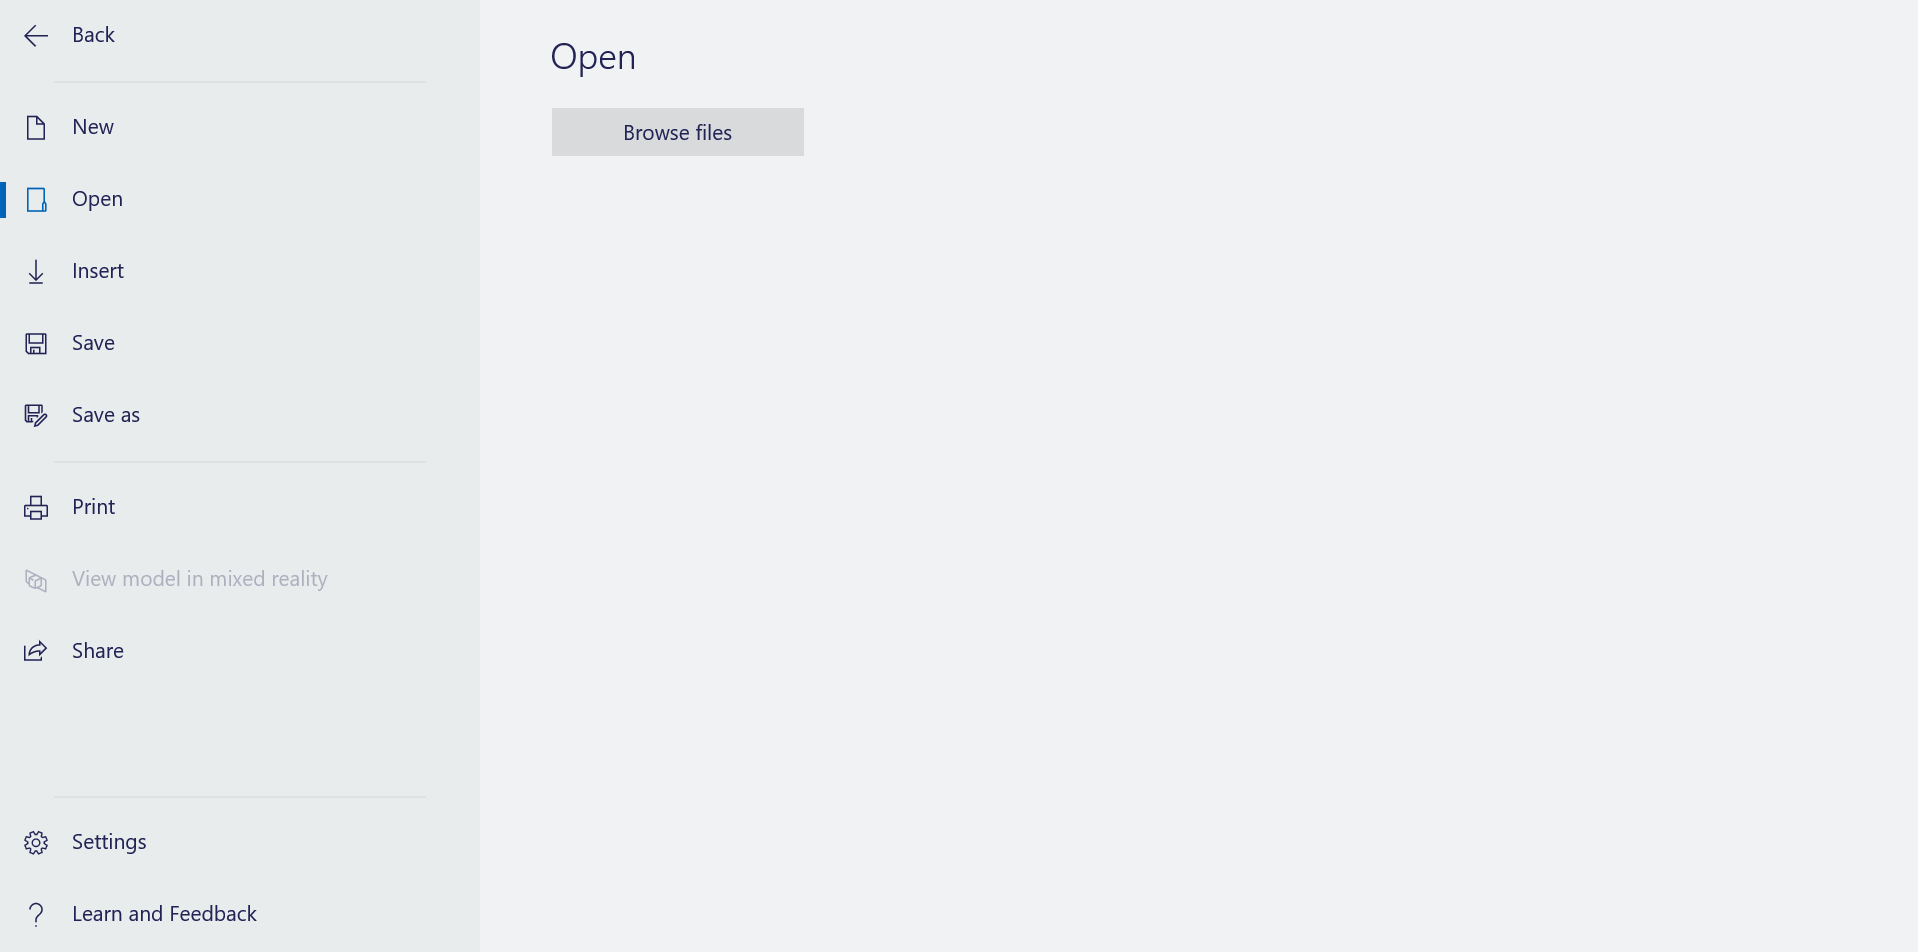 Back
New
Open
Insert
Save
Save as
Print
View model in mixed reality
Share
Settings
Learn and Feedback
Open
Browse files